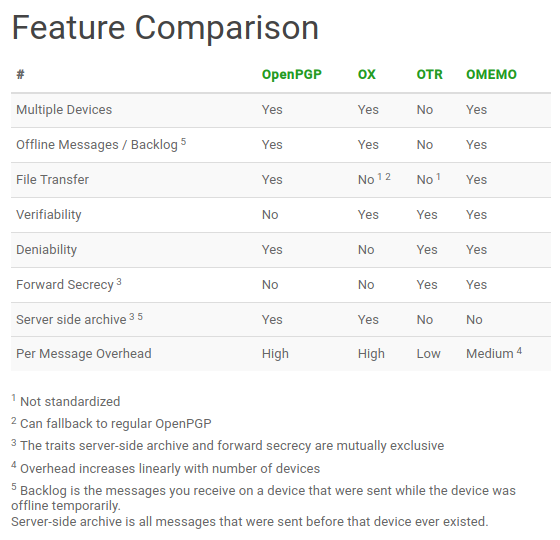 Feature Comparison
# OpenPGP OX OTR OMEMO
Multiple Devices Yes Yes No Yes
Offline Messages / Backlog 5 Yes Yes No Yes
File Transfer Yes No 1 2 No 1 Yes
Verifiability No Yes Yes Yes
Deniability Yes No Yes Yes
Forward Secrecy 3 No No Yes Yes
Server side archive 3 5 Yes Yes No No
Per Message Overhead High High Low Medium 4
1 Not standardized
2 Can fallback to regular OpenPGP
3 The traits server-side archive and forward secrecy are mutually exclusive
4 Overhead increases linearly with number of devices
5 Backlog is the messages you receive on a device that were sent while the device was
offline temporarily.
Server-side archive is all messages that were sent before that device ever existed.